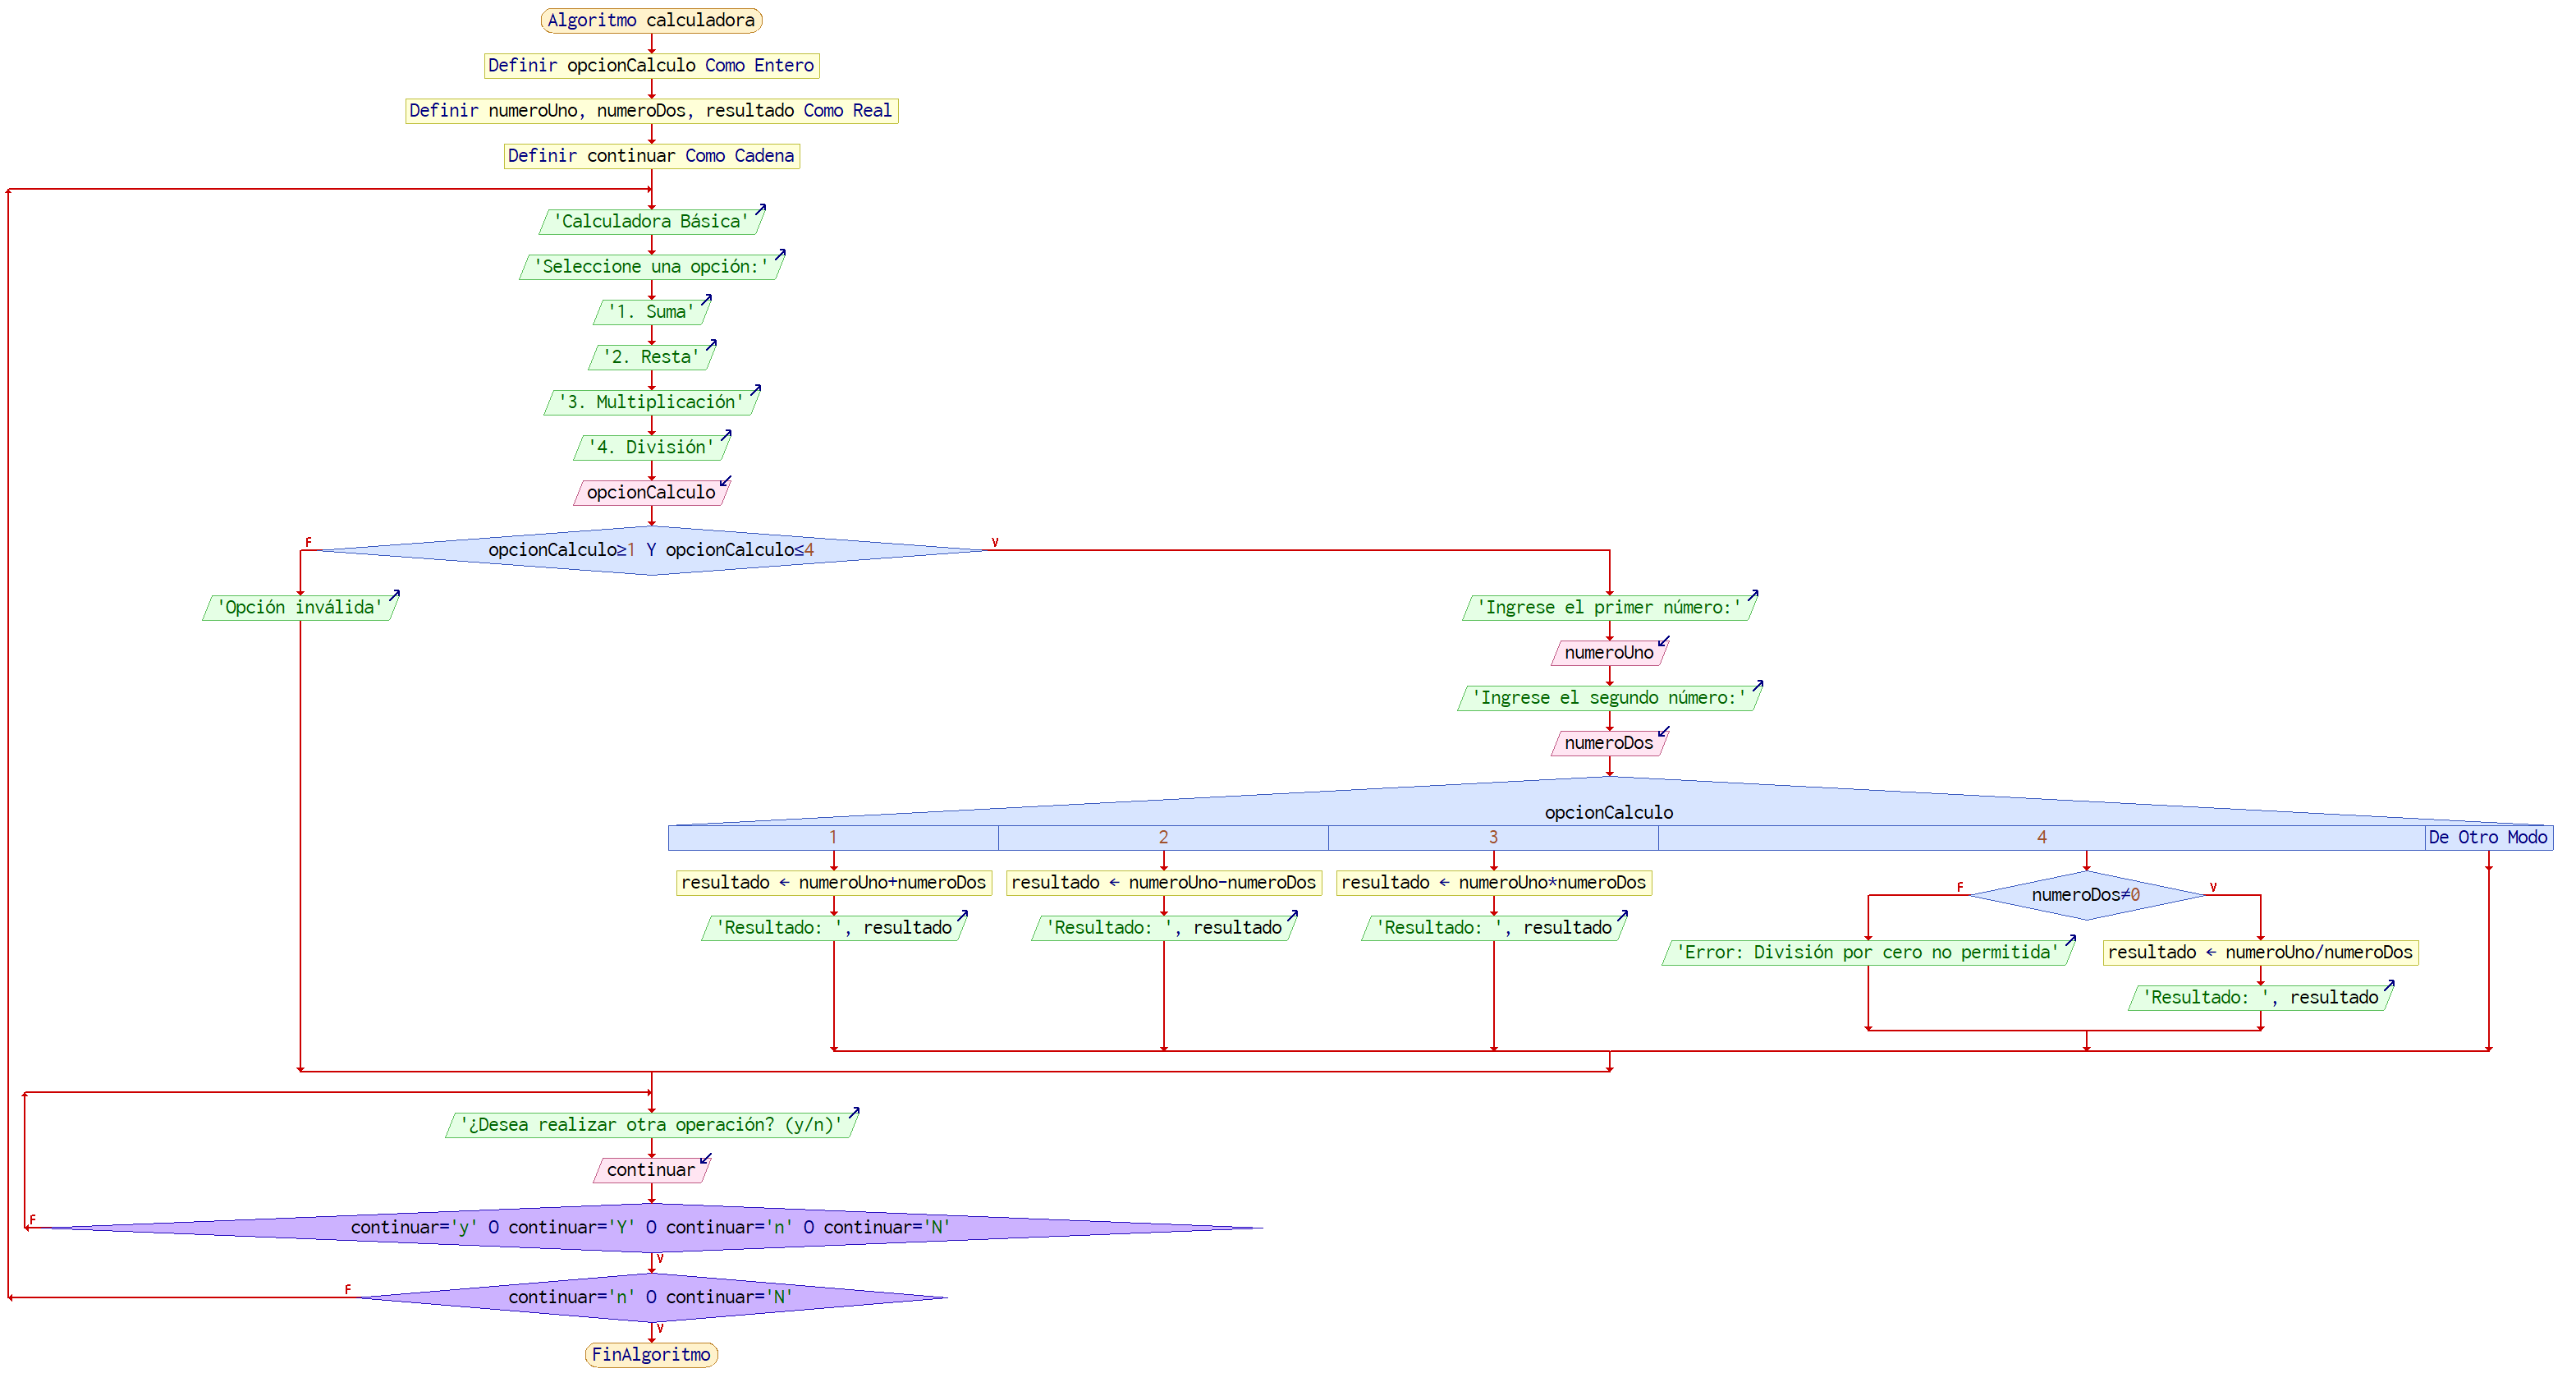 Algoritmo calculadora
Definir opcionCalculo Como Entero
Definir numeroUno, numeroDos, resultado Como Real
Definir continuar Como Cadena
'Calculadora Básica'
'Seleccione una opción:'
'1. Suma'
'2. Resta'
'3. Multiplicación'
'4. División'
opcionCalculo
F
opcionCalculo≥1 Y opcionCalculo≤4
V
'Opción inválida'
'Ingrese el primer número:'
numeroUno
'Ingrese el segundo número:'
numeroDos
opcionCalculo
1
2
3
4
De Otro Modo
resultado ← numeroUno+numeroDos
resultado ← numeroUno-numeroDos
resultado ← numeroUno*numeroDos
F
numeroDos≠0
V
'Resultado: ', resultado
'Resultado: ', resultado
'Resultado: ', resultado
'Error: División por cero no permitida'
resultado ← numeroUno/numeroDos
'Resultado: ', resultado
'¿Desea realizar otra operación? (y/n)'
continuar
F
continuar='y' O continuar='Y' O continuar='n' O continuar='N'
V
F
continuar='n' O continuar='N'
V
FinAlgoritmo